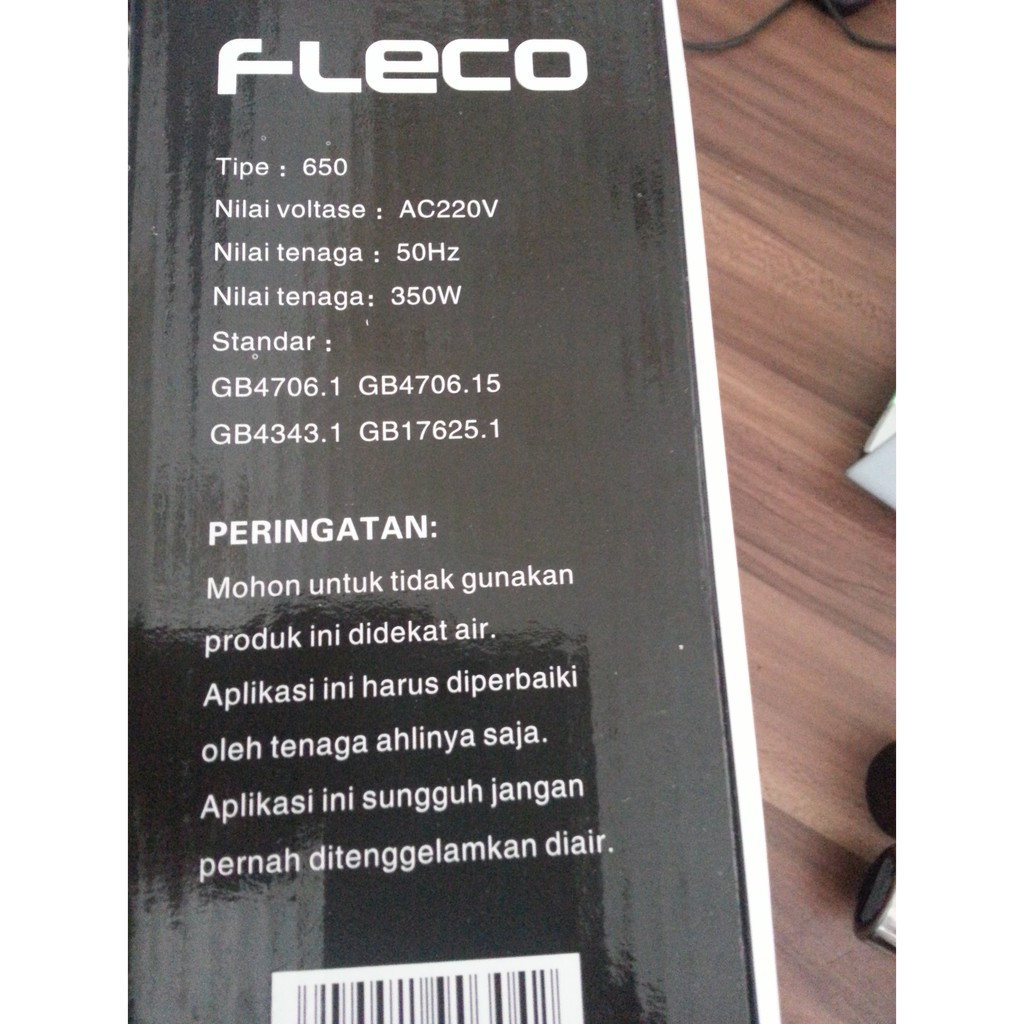 FLeCO
Tipe : 650
Nilai voltase : AC220V
Nilai tenaga : 50Hz
Nilai tenaga: 350W
Standar :
GB4706.1 GB4706.15
GB4343.1 GB17625.1
PERINGATAN:
Mohon untuk tidak gunakan
produk ini didekat air.
Aplikasi ini harus diperbaiki
oleh tenaga ahlinya saja.
Aplikasi ini sungguh jangan
pernah ditenggelamkan diair.